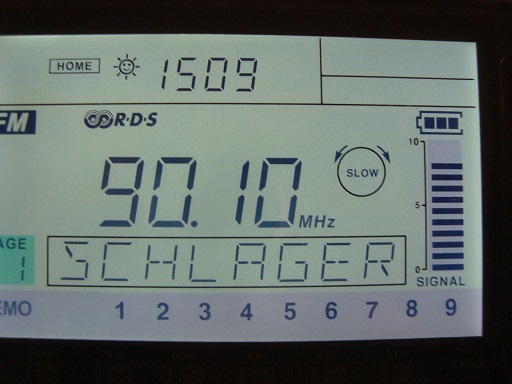 HOME 1509
FM R·D·S
10
90.10 MHz
SLOW
5
AGE
1
SCHLAGER
0
SIGNAL
EMO 1 2 3 4 5 6 7 8 9